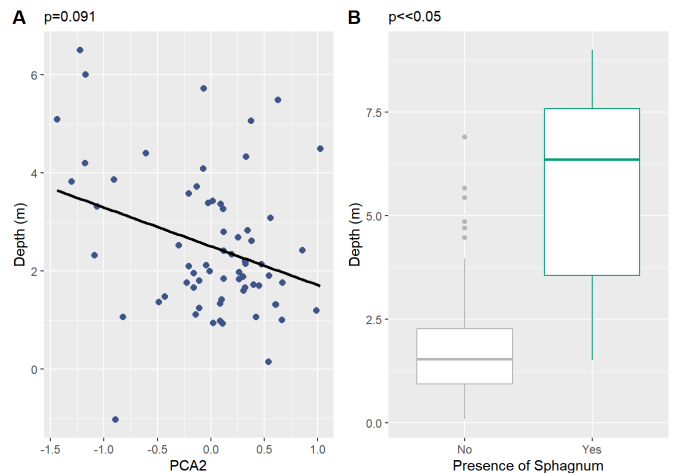 A
p=0.091
Depth (m)
6
4
2
0
-1.5
-1.0
-0.5
0.0
0.5
1.0
PCA2
B
p<<0.05
Depth (m)
7.5
5.0
2.5
0.0
No
Yes
Presence of Sphagnum